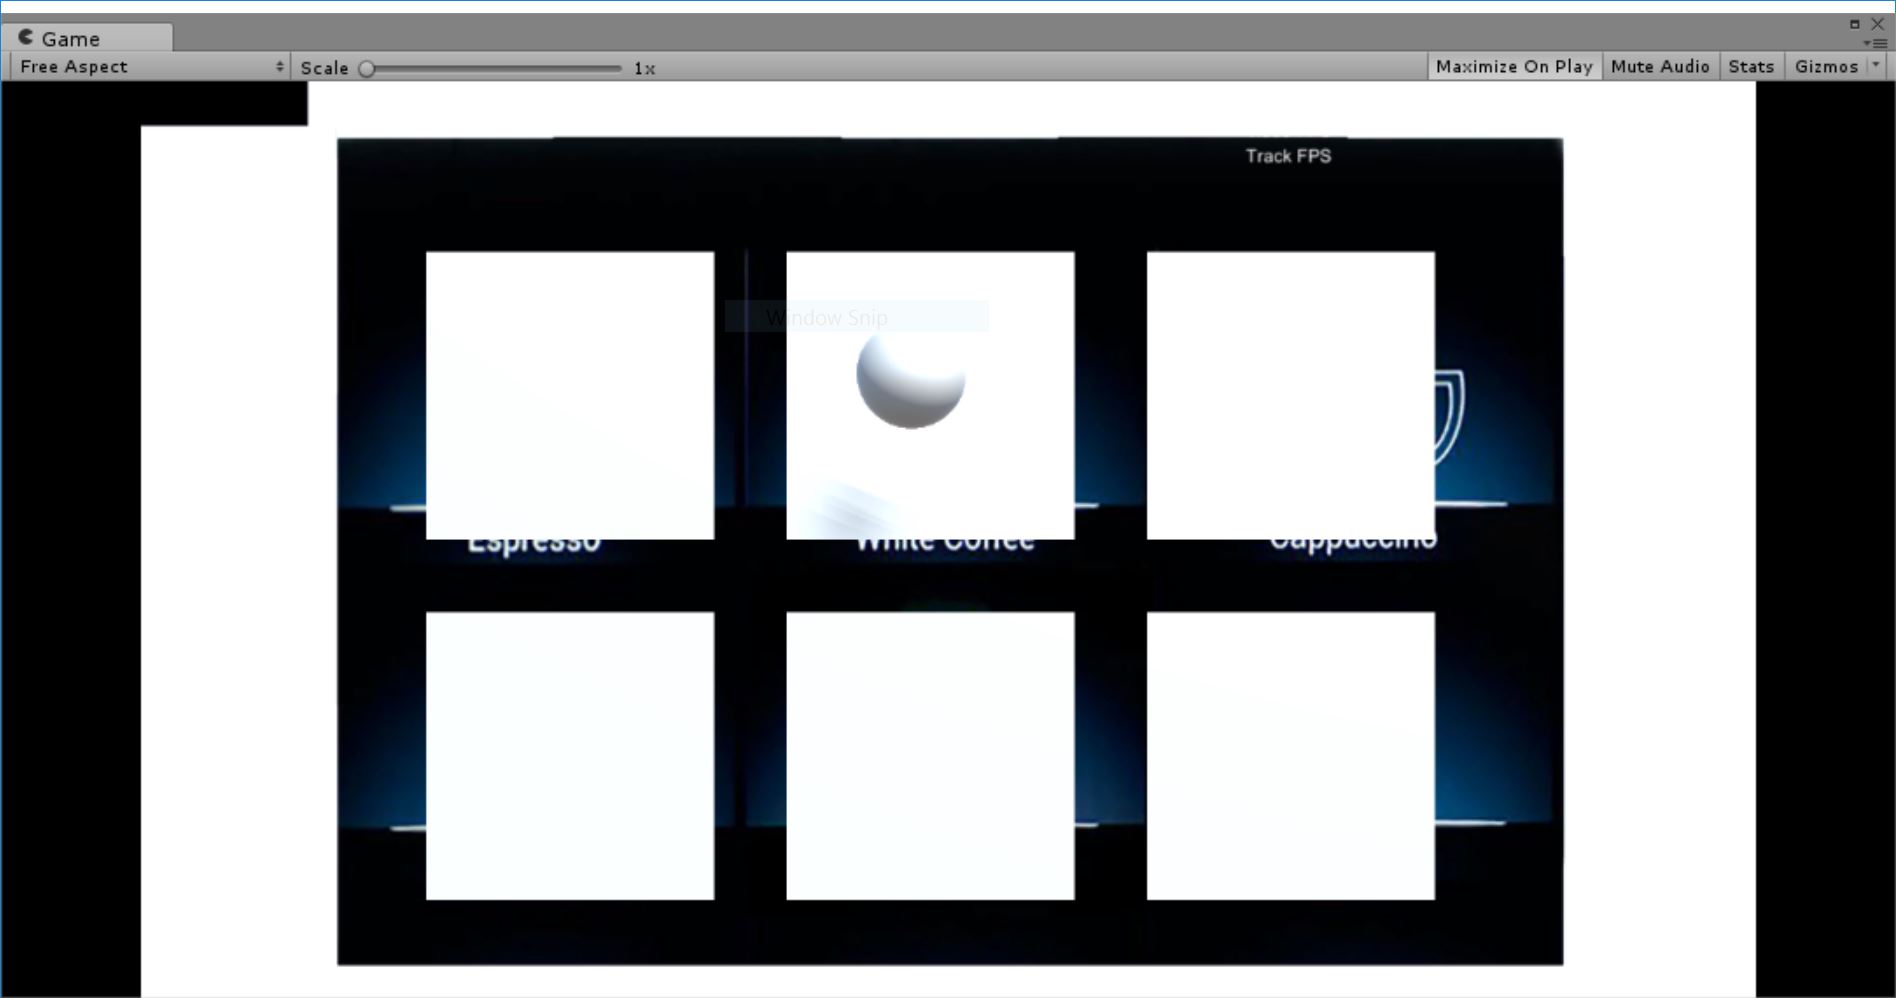 Game
Free Aspect Scale 1x Maximize On Play Mute Audio Stats Gizmos
Track FPS
Window Snip
Espresso White Coffee Cappuccino